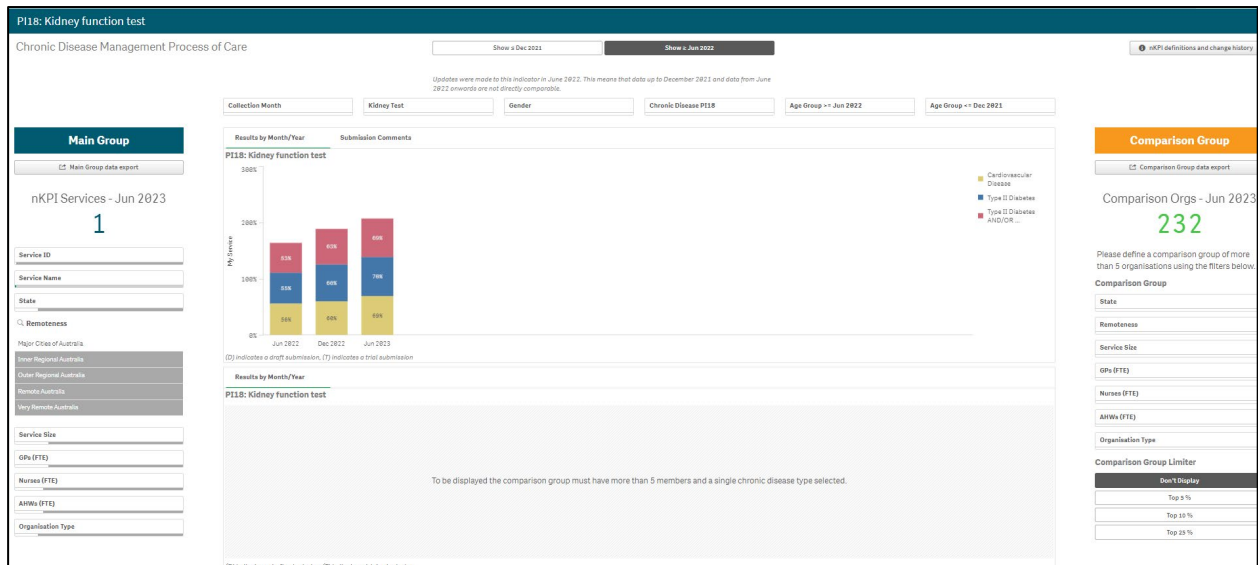 PI18: Kidney function test
Chronic Disease Management Process of Care
Show ≤ Dec 2021
Show ≥ Jun 2022
nKPI definitions and change history
Updates were made to this indicator in June 2022. This means that data up to December 2021 and data from June
2022 onwards are not directly comparable.
Collection Month
Kidney Test
Gender
Chronic Disease PI18
Age Group >= Jun 2022
Age Group <= Dec 2021
Main Group
Main Group data export
nKPI Services - Jun 2023
1
Service ID
Service Name
State
Remoteness
Major Cities of Australia
Inner Regional Australia
Outer Regional Australia
Remote Australia
Very Remote Australia
Service Size
GPs (FTE)
Nurses (FTE)
AHWs (FTE)
Organisation Type
Results by Month/Year
Submission Comments
PI18: Kidney function test
My Service
300%
200%
100%
0%
53%
63%
60%
70%
60%
Jun 2022
Dec 2022
Jun 2023
Cardiovascular
Disease
Type II Diabetes
Type II Diabetes
AND/OR ...
(D) indicates a draft submission, (T) indicates a trial submission
Results by Month/Year
PI18: Kidney function test
To be displayed the comparison group must have more than 5 members and a single chronic disease type selected.
Comparison Group
Comparison Group data export
Comparison Orgs - Jun 2023
232
Please define a comparison group of more
than 5 organisations using the filters below.
Comparison Group
State
Remoteness
Service Size
GPs (FTE)
Nurses (FTE)
AHWs (FTE)
Organisation Type
Comparison Group Limiter
Don't Display
Top 5 %
Top 10 %
Top 25 %